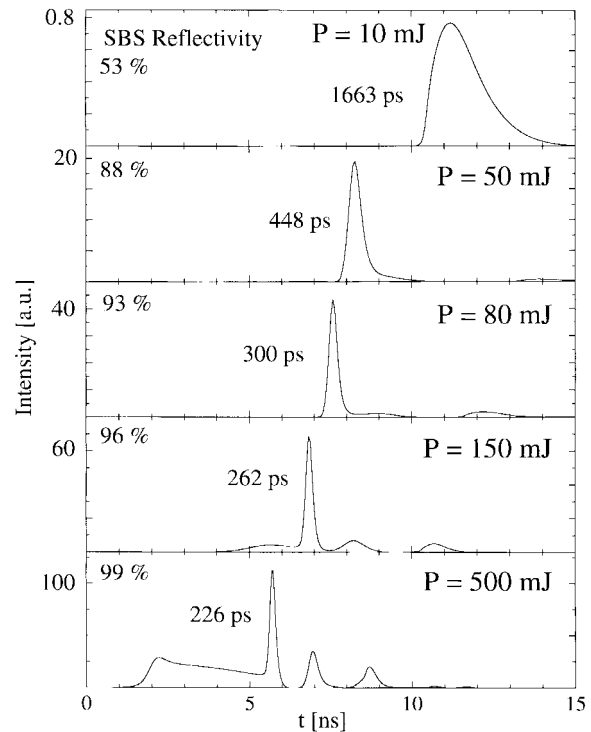 0.8
SBS Reflectivity
P = 10 mJ
53 %
1663 ps
20
88 %
P = 50 mJ
448 ps
40
93 %
P = 80 mJ
300 ps
Intensity [a.u.]
60
96 %
P = 150 mJ
262 ps
100
99 %
P = 500 mJ
226 ps
0 5 10 15
t [ns]